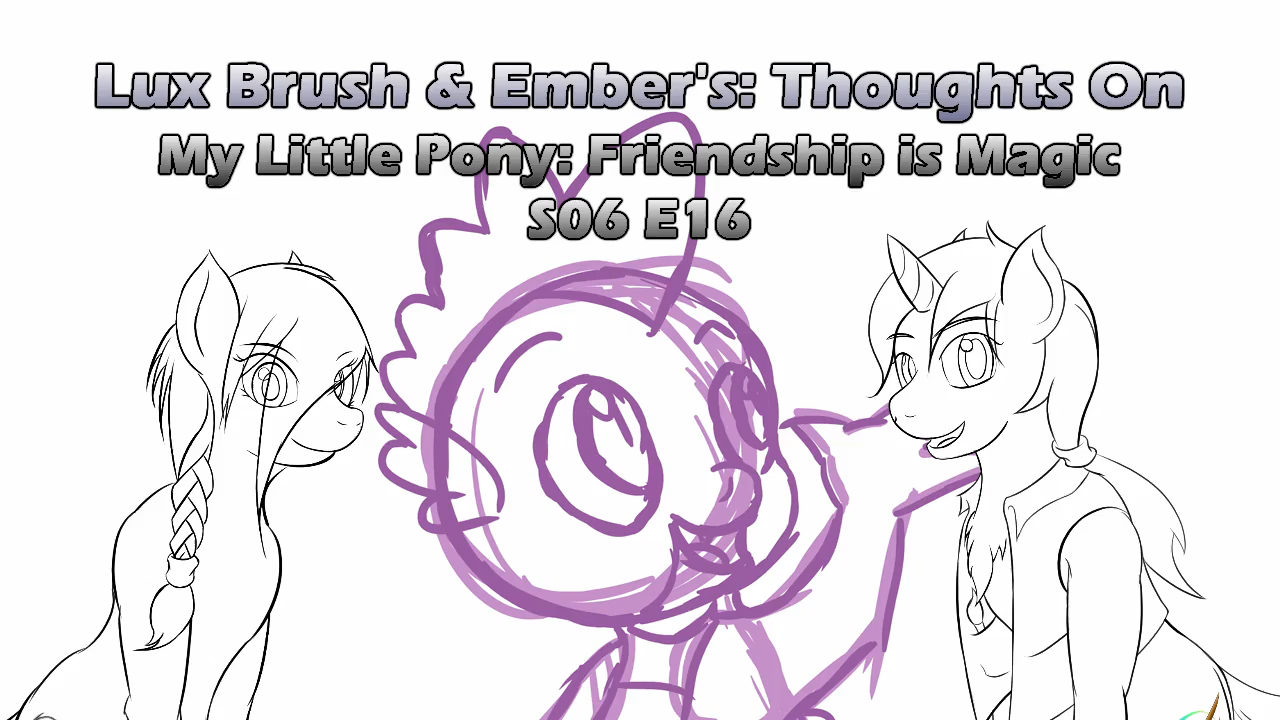 Lux Brush & Ember's: Thoughts On
My Little Pony: Friendship is Magic
S06 E16